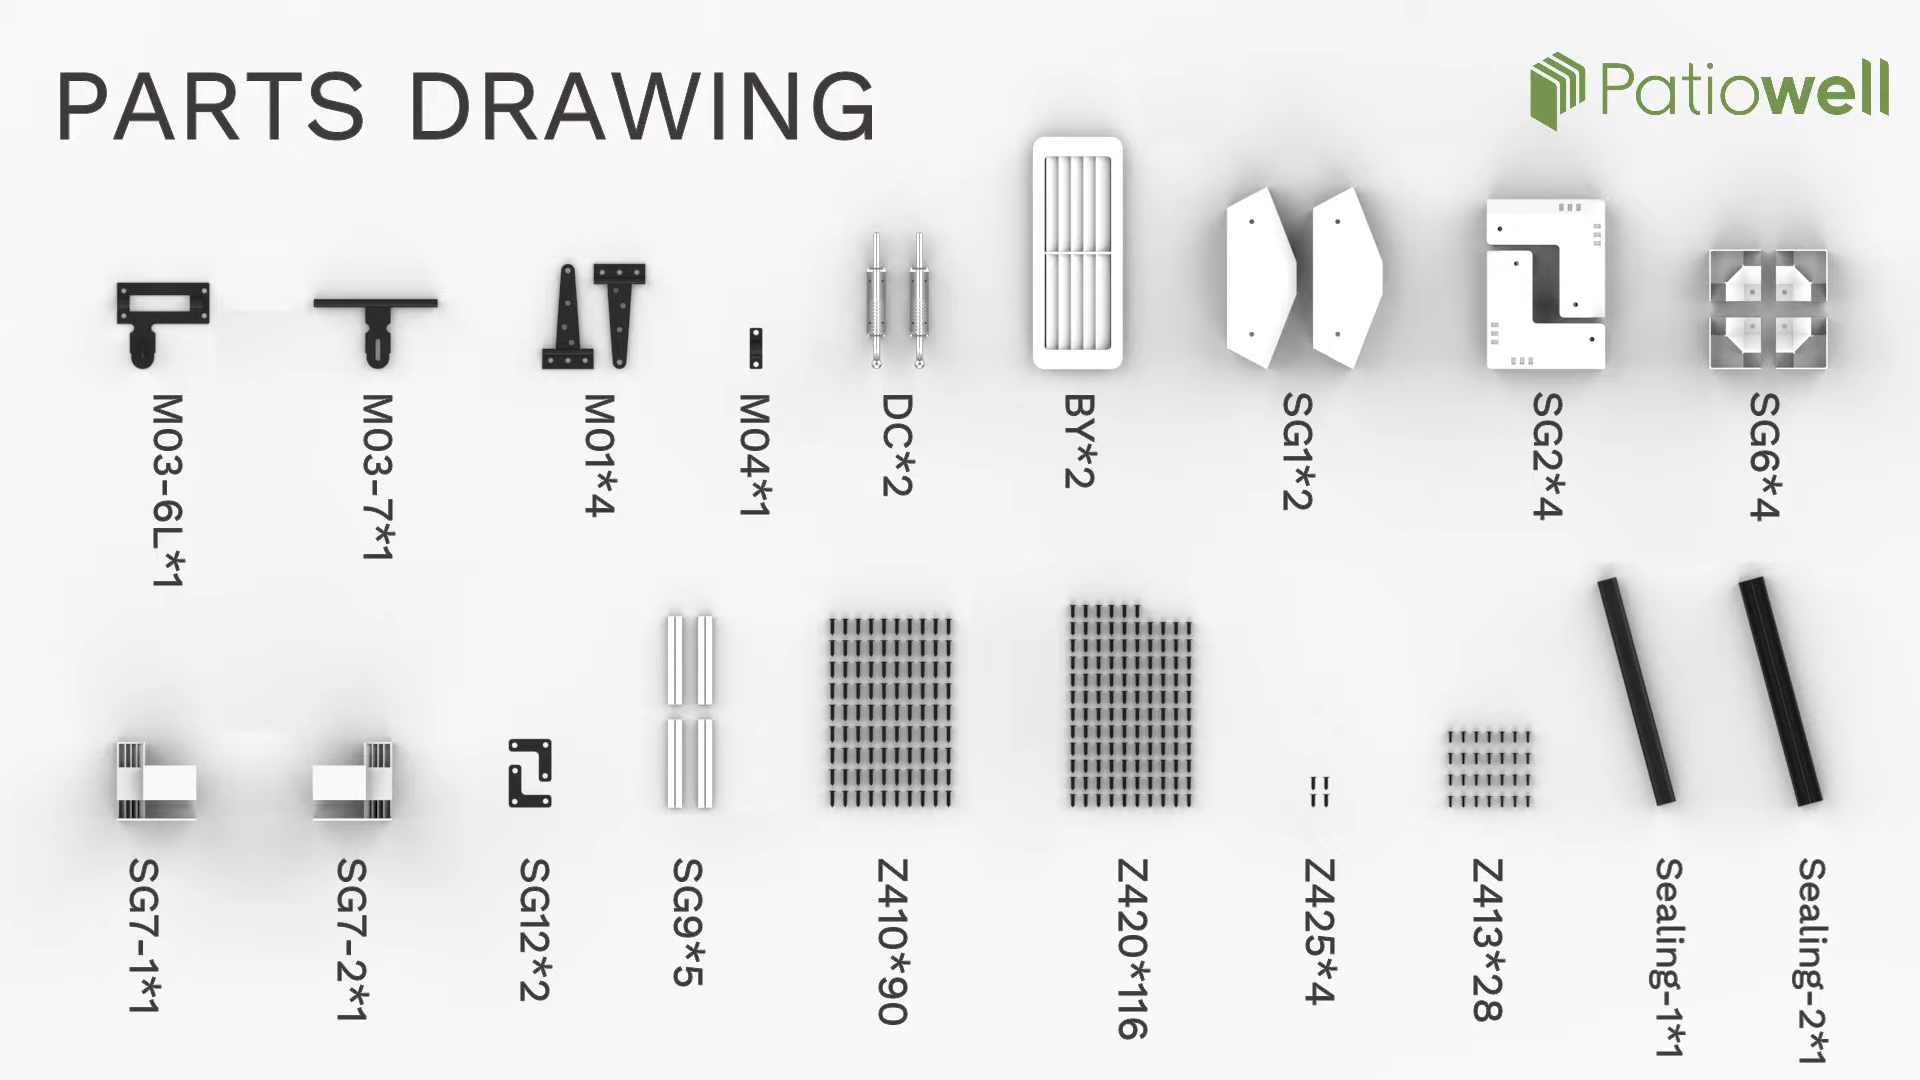 PARTS DRAWING
Patiowell
M03-6L*1
M03-7*1
M01*4
M04*1
DC*2
BY*2
SG1*2
SG2*4
SG6*4
SG7-1*1
SG7-2*1
SG12*2
SG9*5
Z410*90
Z420*116
Z425*4
Z413*28
Sealing-1*1
Sealing-2*1